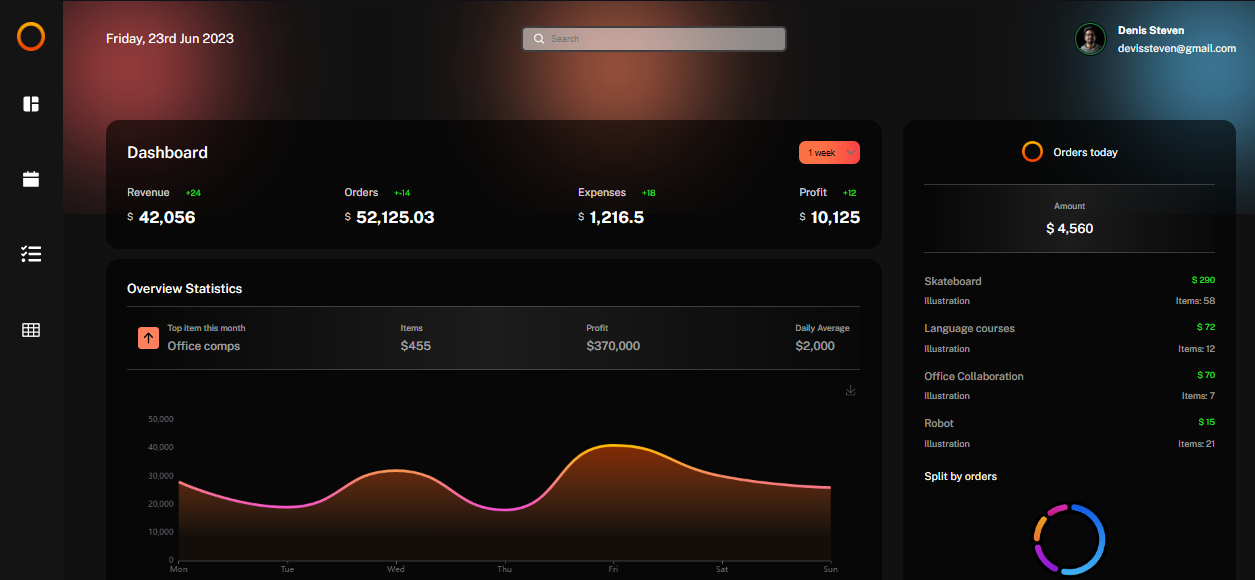 Friday, 23rd Jun 2023
Search
Denis Steven
devissteven@gmail.com
Dashboard
1 week
Revenue +24
$ 42,056
Orders +-14
$ 52,125.03
Expenses +18
$ 1,216.5
Profit +12
$ 10,125
Overview Statistics
Top item this month
Office comps
Items
$455
Profit
$370,000
Daily Average
$2,000
50,000
40,000
30,000
20,000
10,000
0
Mon Tue Wed Thu Fri Sat Sun
Orders today
Amount
$ 4,560
Skateboard $ 290
Illustration Items: 58
Language courses $ 72
Illustration Items: 12
Office Collaboration $ 70
Illustration Items: 7
Robot $ 15
Illustration Items: 21
Split by orders